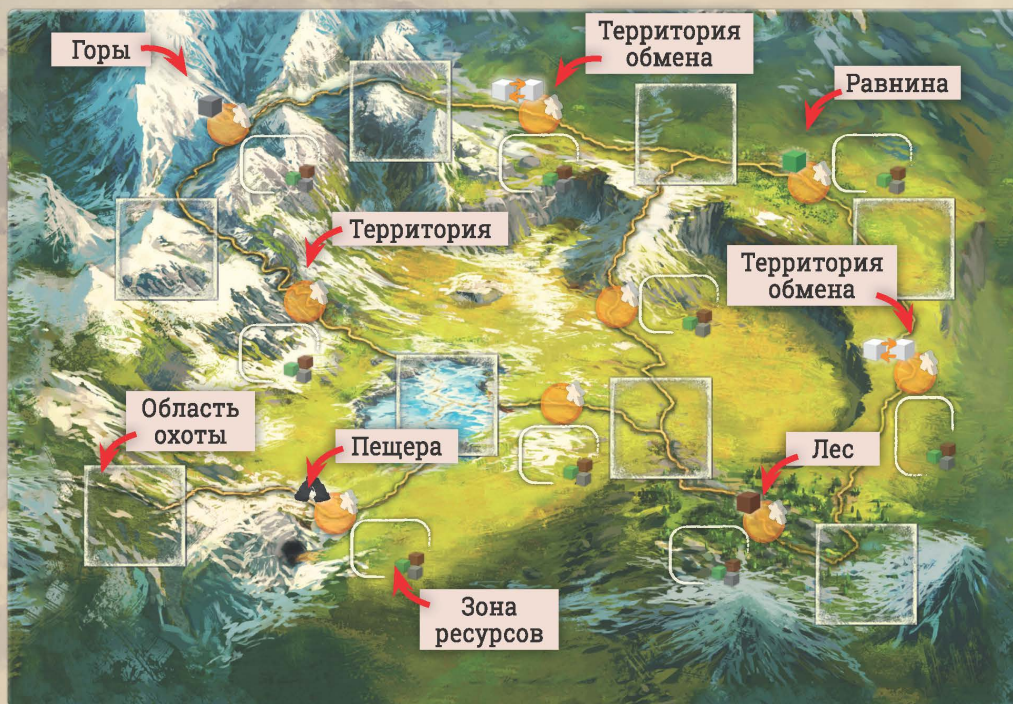 Горы
Территория
обмена
Равнина
Территория
Территория
обмена
Область
охоты
Пещера
Лес
Зона
ресурсов